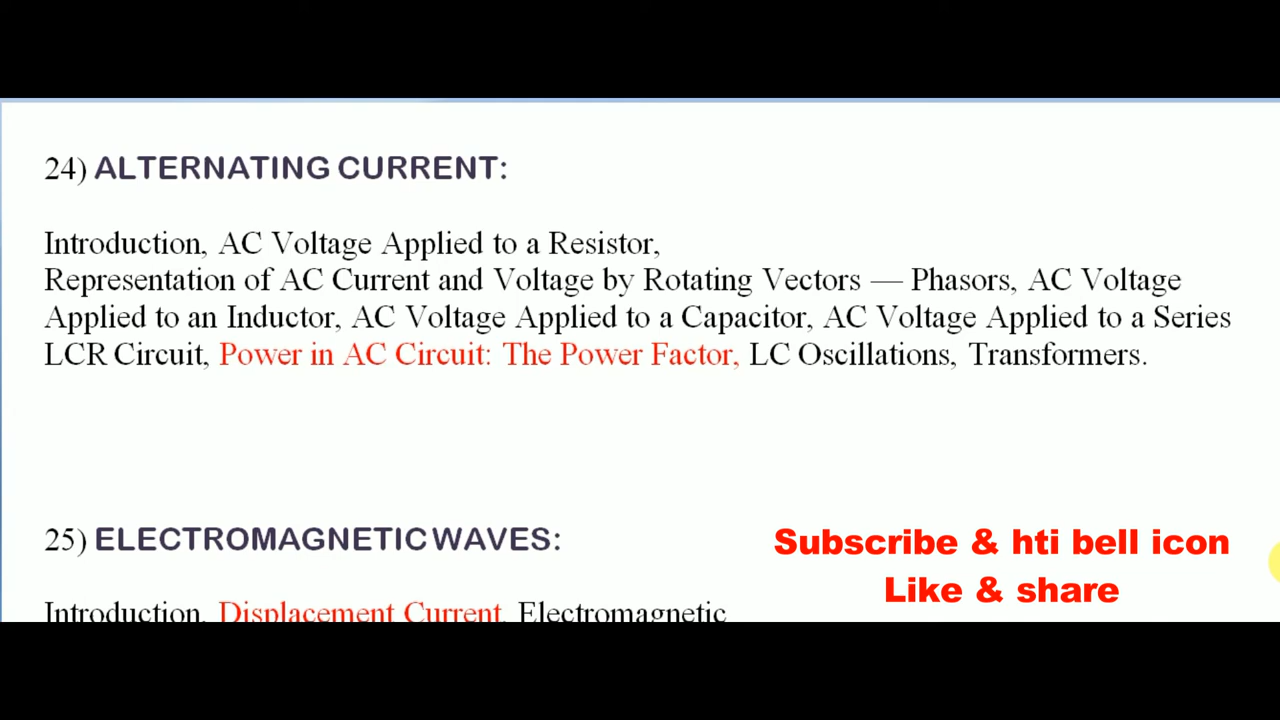 24) ALTERNATING CURRENT:
Introduction, AC Voltage Applied to a Resistor,
Representation of AC Current and Voltage by Rotating Vectors — Phasors, AC Voltage
Applied to an Inductor, AC Voltage Applied to a Capacitor, AC Voltage Applied to a Series
LCR Circuit, Power in AC Circuit: The Power Factor, LC Oscillations, Transformers.
25) ELECTROMAGNETIC WAVES:
Subscribe & hti bell icon
Like & share
Introduction, Displacement Current, Electromagnetic